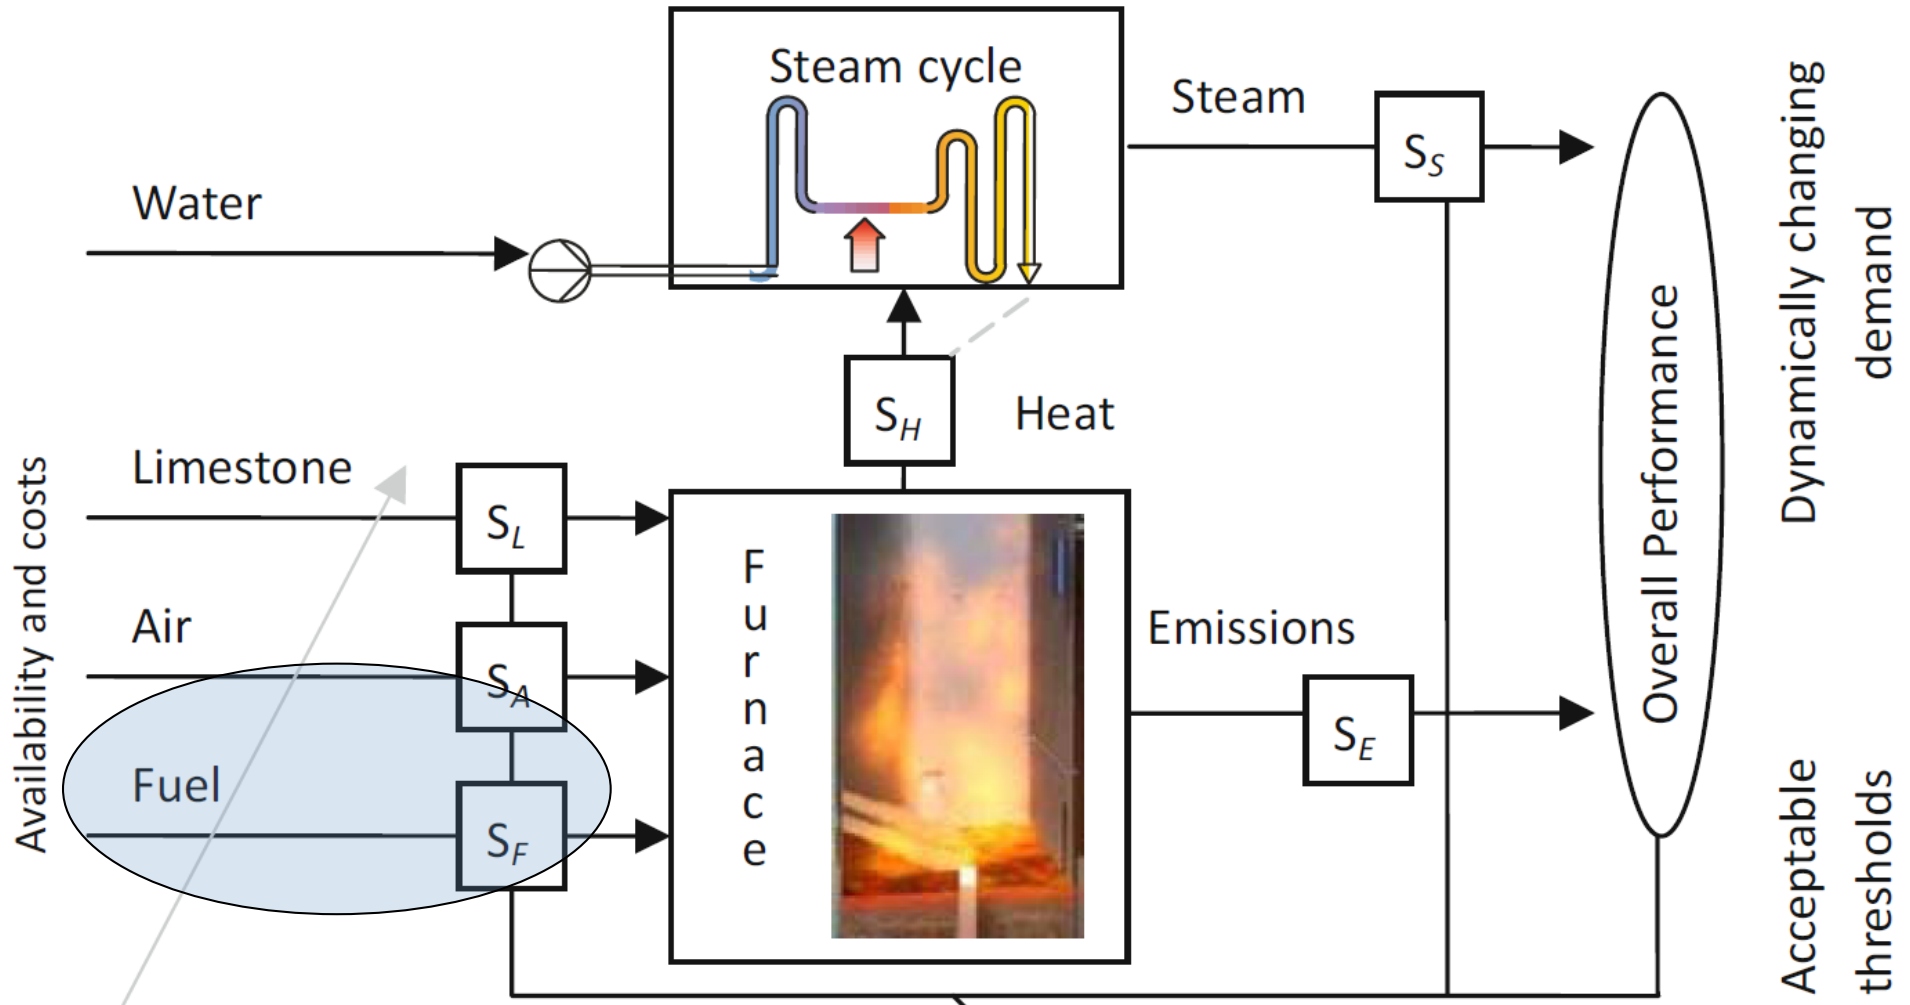 Steam cycle
Steam
S_S
Dynamically changing
demand
Water
S_H
Heat
Limestone
S_L
Availability and costs
Air
S_A
Fuel
S_F
Furnace
Emissions
S_E
Overall Performance
Acceptable
thresholds